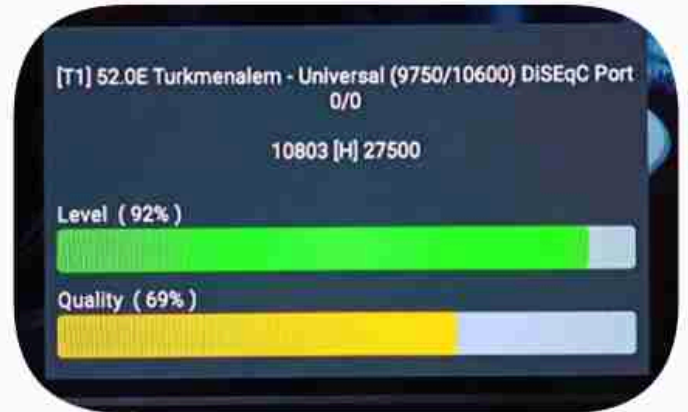 [T1] 52.0E Turkmenalem - Universal (9750/10600) DiSEqC Port
0/0
10803 [H] 27500
Level ( 92% )
Quality ( 69% )